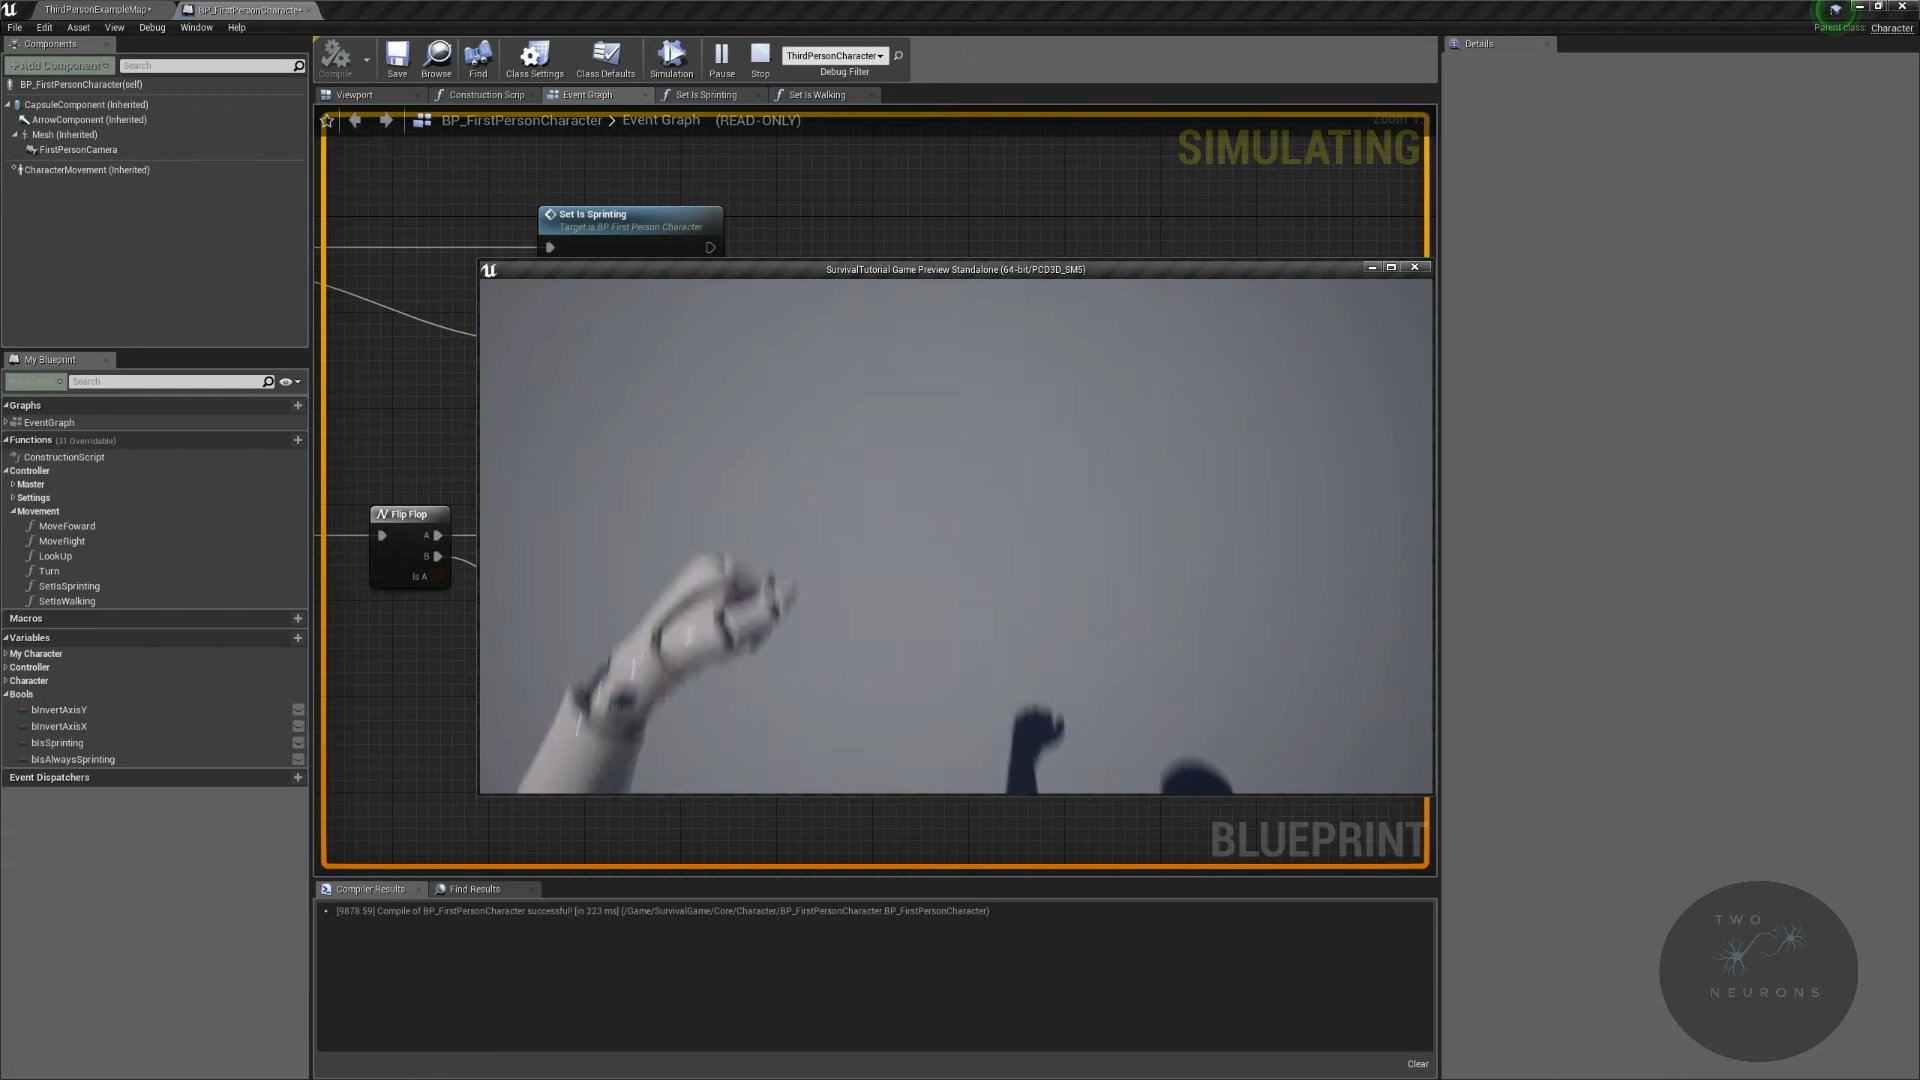 ThirdPersonExampleMap*
BP_FirstPersonCharacte*
File Edit Asset View Debug Window Help
Parent class: Character
Components
+Add Component
Search
BP_FirstPersonCharacter(self)
CapsuleComponent (Inherited)
ArrowComponent (Inherited)
Mesh (Inherited)
FirstPersonCamera
CharacterMovement (Inherited)
My Blueprint
Search
Graphs
EventGraph
Functions (31 Overridable)
ConstructionScript
Controller
Master
Settings
Movement
MoveFoward
MoveRight
LookUp
Turn
SetIsSprinting
SetIsWalking
Macros
Variables
My Character
Controller
Character
Bools
bInvertAxisY
bInvertAxisX
bIsSprinting
bIsAlwaysSprinting
Event Dispatchers
Compile
Save
Browse
Find
Class Settings
Class Defaults
Simulation
Pause
Stop
ThirdPersonCharacter
Debug Filter
Viewport
Construction Scrip
Event Graph
Set Is Sprinting
Set Is Walking
BP_FirstPersonCharacter > Event Graph (READ-ONLY)
SIMULATING
Set Is Sprinting
Target is BP First Person Character
SurvivalTutorial Game Preview Standalone (64-bit/PCD3D_SM5)
Flip Flop
A
B
Is A
BLUEPRINT
Compiler Results
Find Results
[9878.59] Compile of BP_FirstPersonCharacter successful! [in 223 ms] (/Game/SurvivalGame/Core/Character/BP_FirstPersonCharacter.BP_FirstPersonCharacter)
Clear
Details
TWO
NEURONS